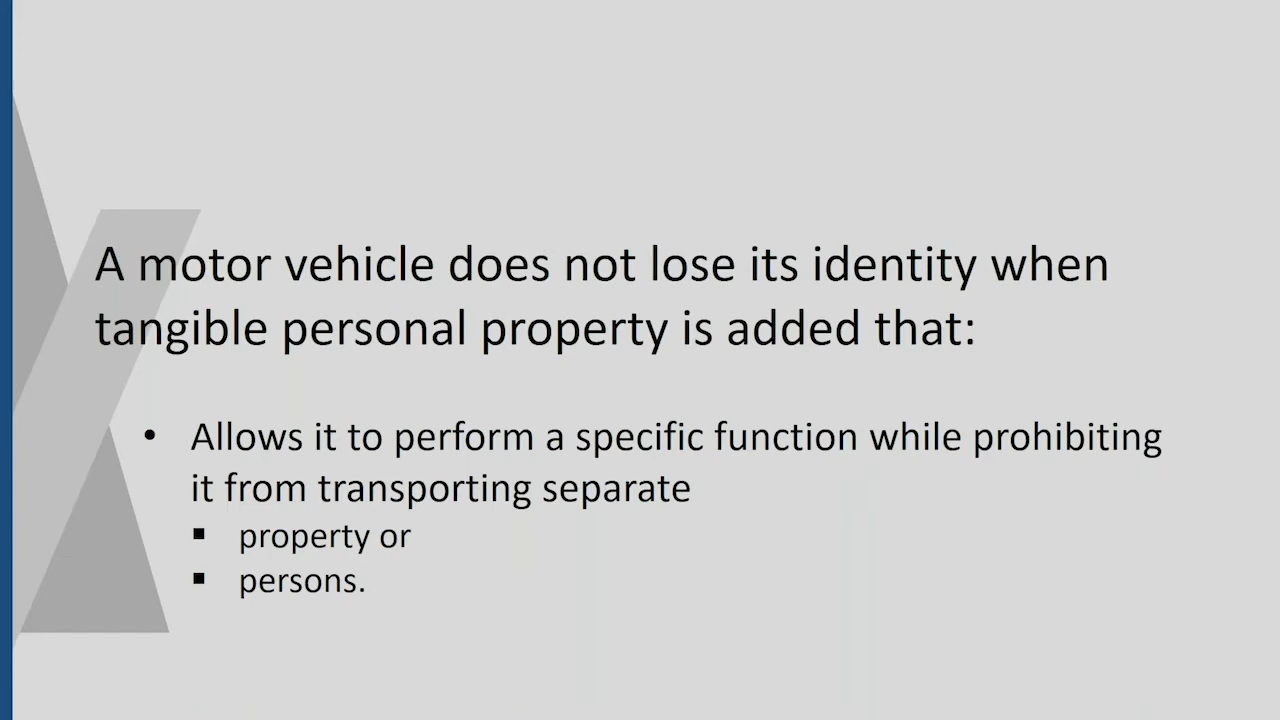 A motor vehicle does not lose its identity when
tangible personal property is added that:
• Allows it to perform a specific function while prohibiting
it from transporting separate
▪ property or
▪ persons.